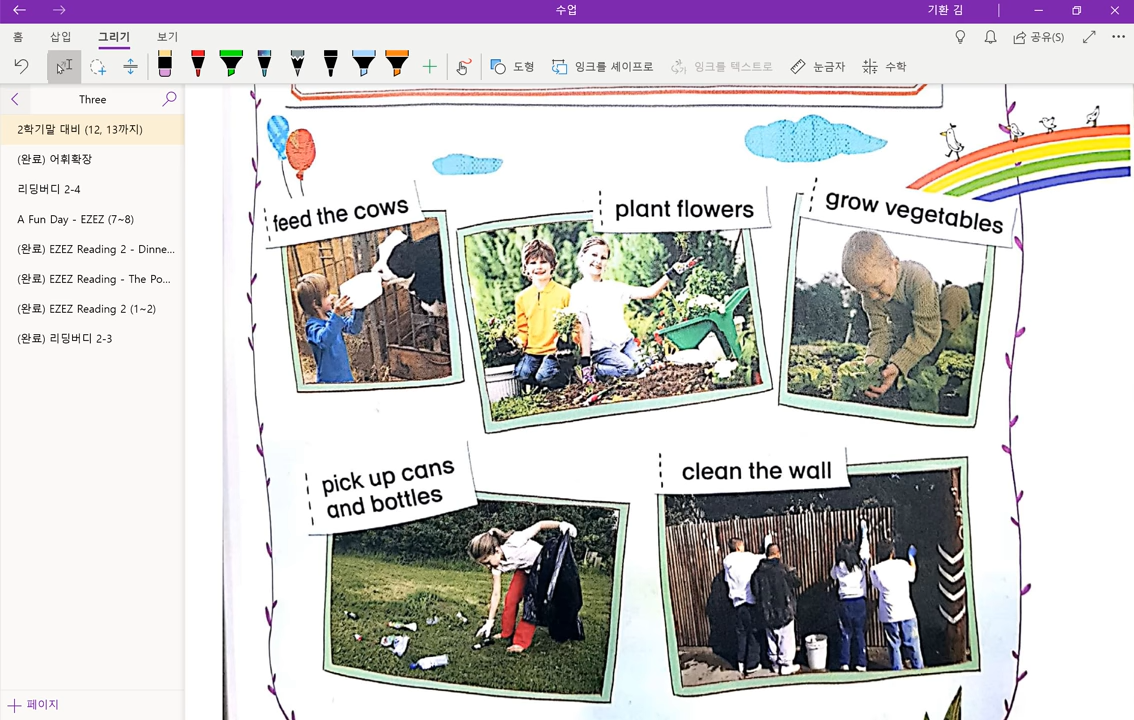 수업
기환 김
홈 삽입 그리기 보기
공유(S)
도형 잉크를 셰이프로 잉크를 텍스트로 눈금자 수학
Three
2학기말 대비 (12, 13까지)
(완료) 어휘확장
리딩버디 2-4
A Fun Day - EZEZ (7~8)
(완료) EZEZ Reading 2 - Dinne...
(완료) EZEZ Reading - The Po...
(완료) EZEZ Reading 2 (1~2)
(완료) 리딩버디 2-3
페이지
feed the cows
plant flowers
grow vegetables
pick up cans
and bottles
clean the wall